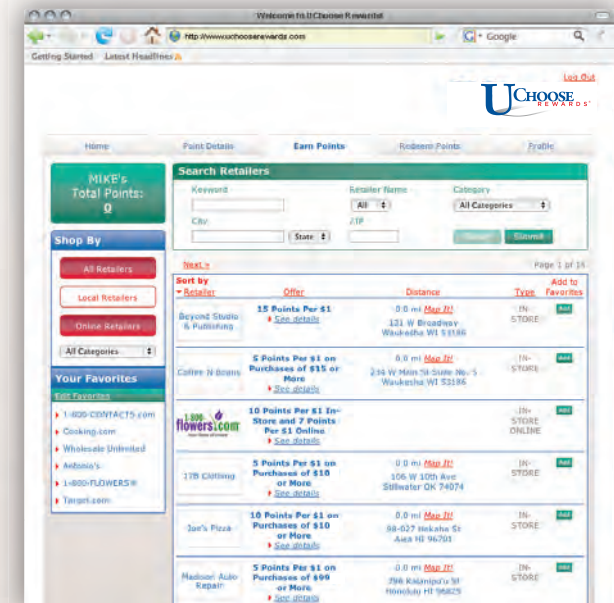 Welcome to UChoose Rewards!
http://www.uchooserewards.com
Google
Getting Started Latest Headlines
Log Out
UCHOOSE
REWARDS
Home Point Details Earn Points Redeem Points Profile
MIKE's
Total Points:
0
Search Retailers
Keyword Retailer Name Category
All All Categories
City ZIP
State
Submit
Shop By
All Retailers
Local Retailers
Online Retailers
All Categories
Next > Page 1 of 14
Sort by
Retailer Offer Distance Type Add to Favorites
Beyond Studio & Publishing
15 Points Per $1
See details
0.0 mi Map It!
121 W Broadway
Waukesha WI 53186
IN-STORE
Add
Coffee N Beans
5 Points Per $1 on
Purchases of $15 or
More
See details
0.0 mi Map It!
234 W Main St Suite No. 5
Waukesha WI 53186
IN-STORE
Add
1-800-flowers.com
10 Points Per $1 In-
Store and 7 Points
Per $1 Online
See details
IN-STORE
ONLINE
Add
Clothing
5 Points Per $1 on
Purchases of $10
or More
See details
0.0 mi Map It!
106 W 10th Ave
Stillwater OK 74074
IN-STORE
Add
Joe's Pizza
10 Points Per $1 on
Purchases of $10
or More
See details
0.0 mi Map It!
98-027 Hekaha St
Aiea HI 96701
IN-STORE
Add
Madison Auto
Repair
5 Points Per $1 on
Purchases of $99
or More
See details
0.0 mi Map It!
Honolulu HI 96825
IN-STORE
Add
Your Favorites
Edit Favorites
1-800-CONTACTS.com
Cooking.com
Wholesale Unlimited
Antonio's
1-800-FLOWERS®
Target.com